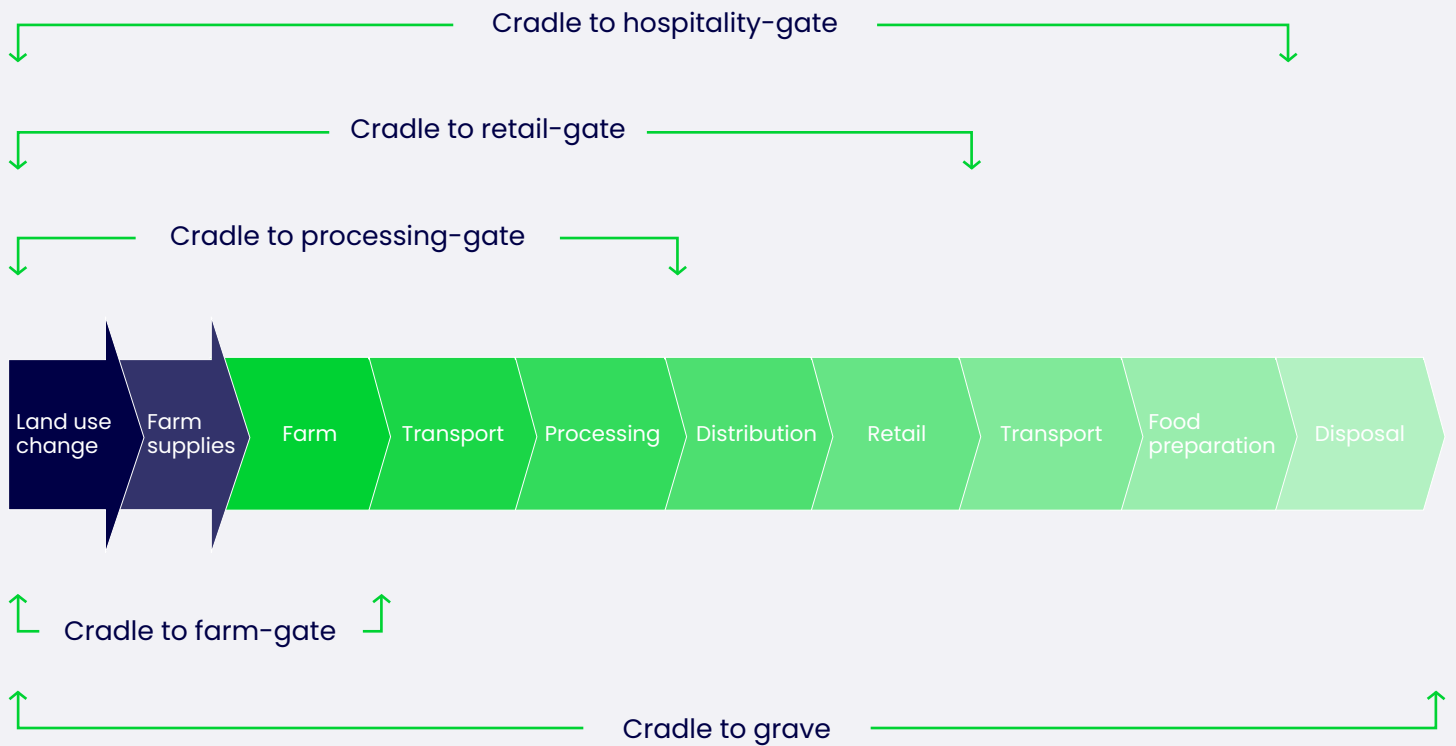 Cradle to hospitality-gate
Cradle to retail-gate
Cradle to processing-gate
Land use
change
Farm
supplies
Farm
Transport
Processing
Distribution
Retail
Transport
Food
preparation
Disposal
Cradle to farm-gate
Cradle to grave